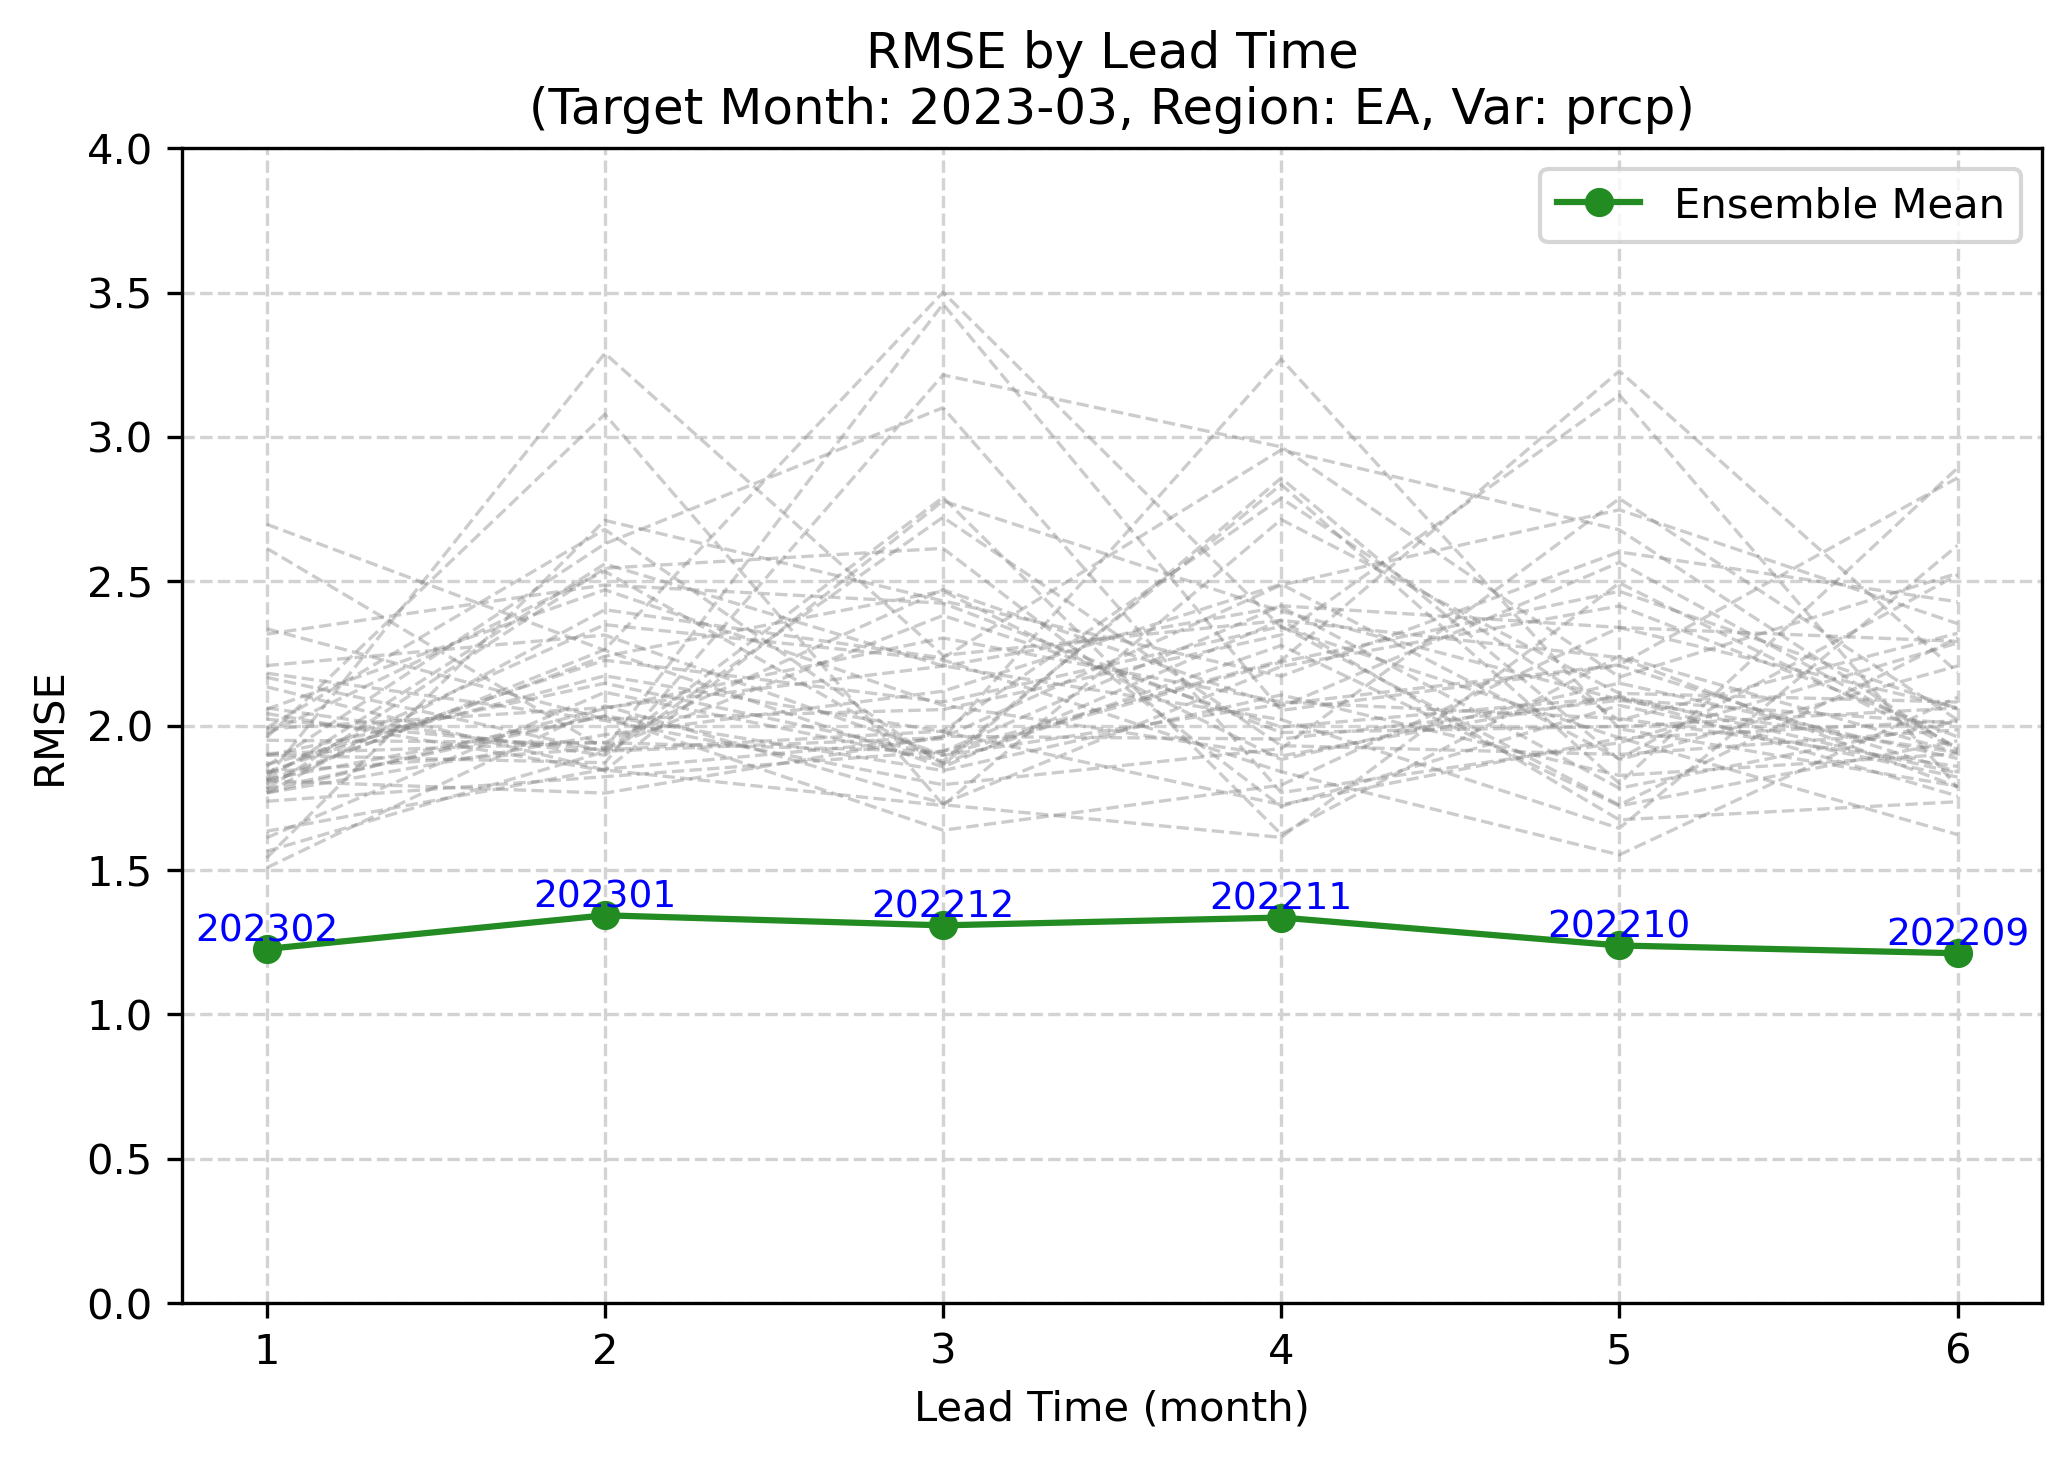 RMSE by Lead Time
(Target Month: 2023-03, Region: EA, Var: prcp)
Ensemble Mean
RMSE
4.0
3.5
3.0
2.5
2.0
1.5
1.0
0.5
0.0
202302
202301
202212
202211
202210
202209
1 2 3 4 5 6
Lead Time (month)